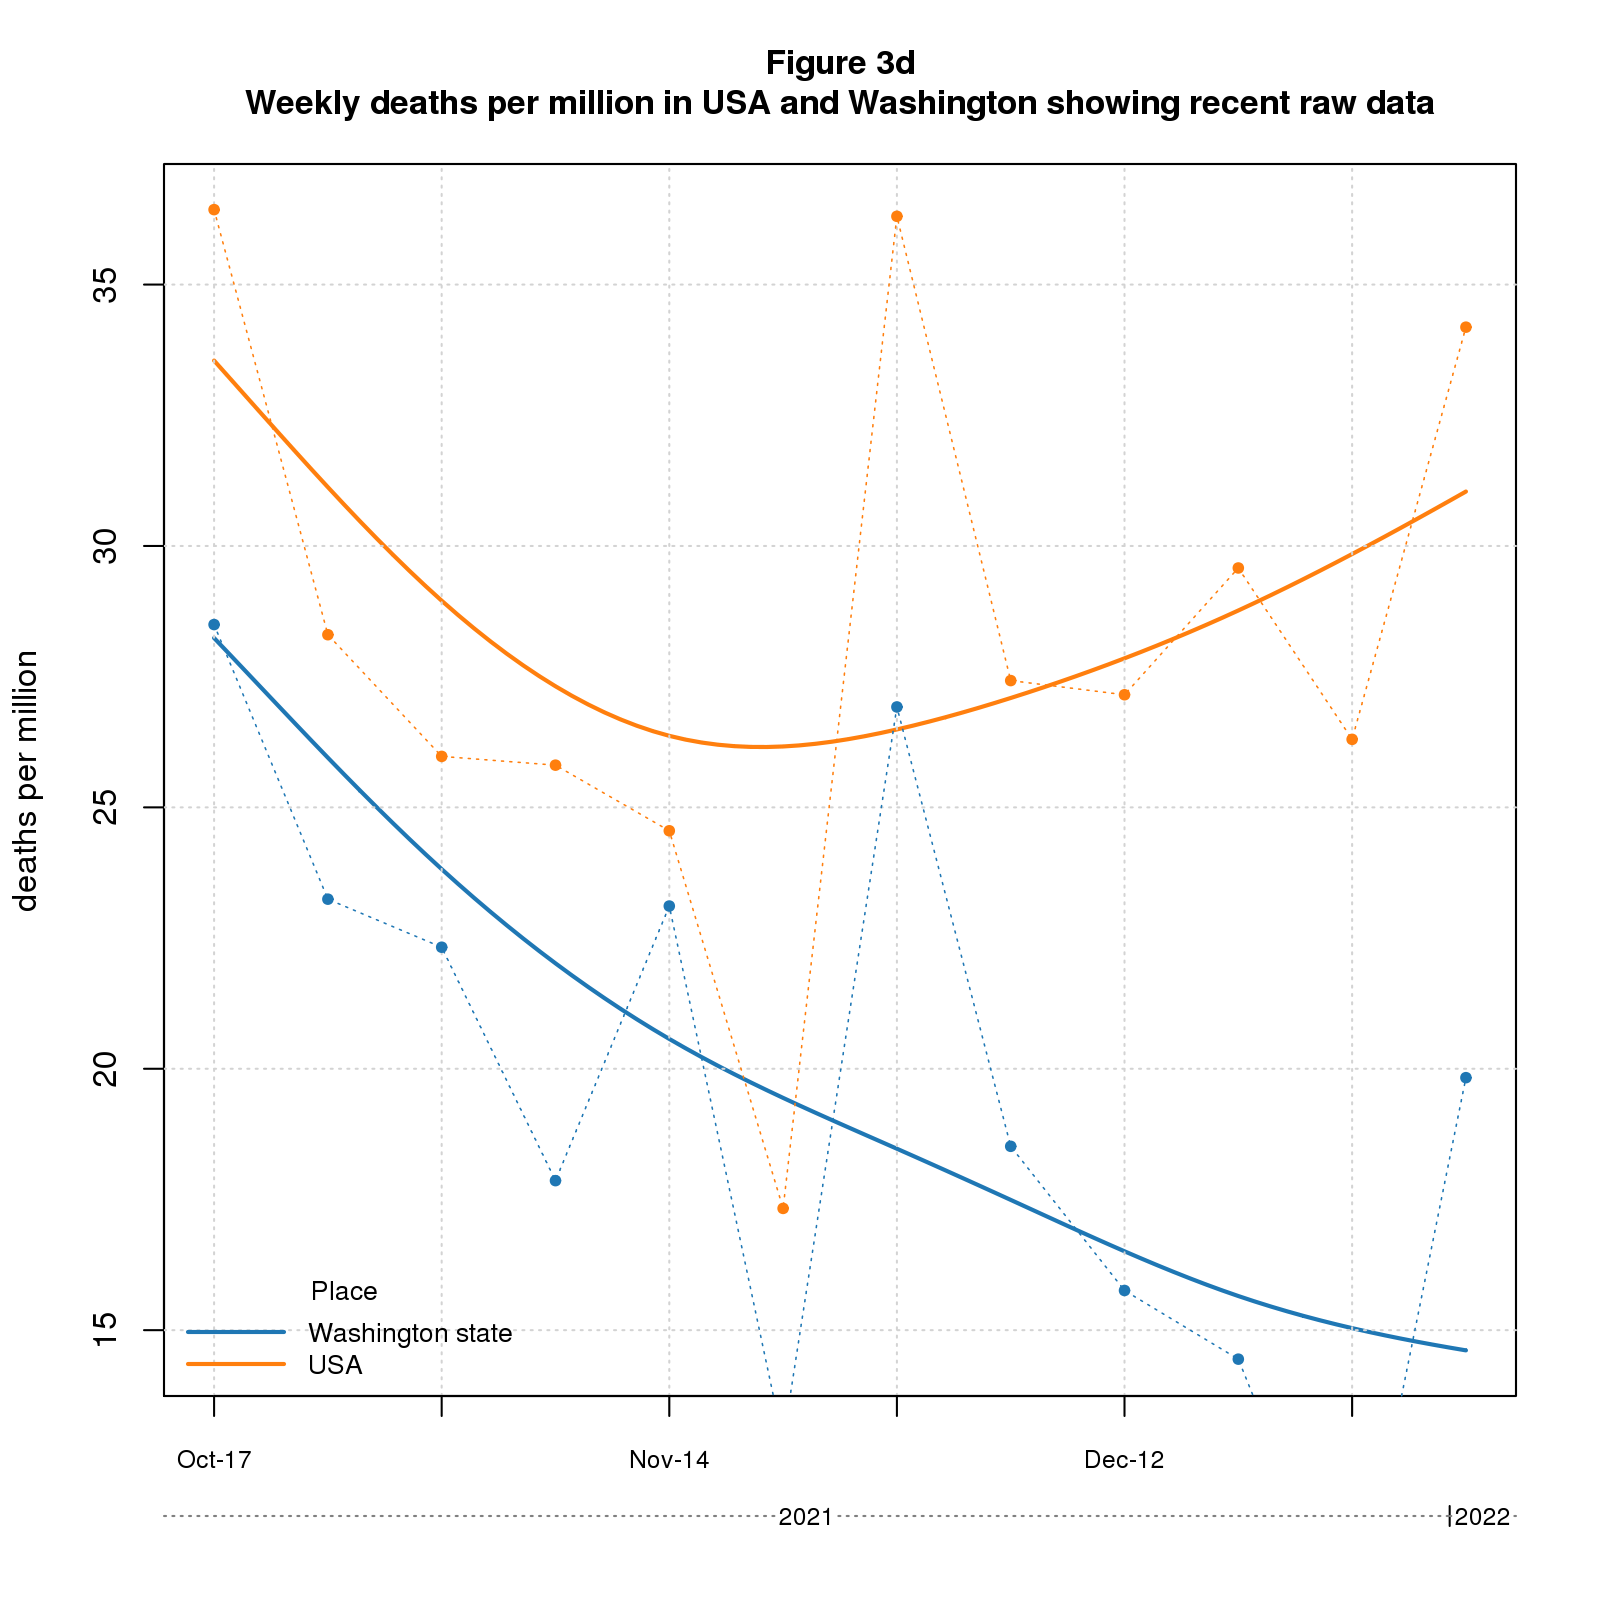 Figure 3d
Weekly deaths per million in USA and Washington showing recent raw data
deaths per million
35
30
25
20
15
Place
Washington state
USA
Oct-17
Nov-14
Dec-12
2021
2022